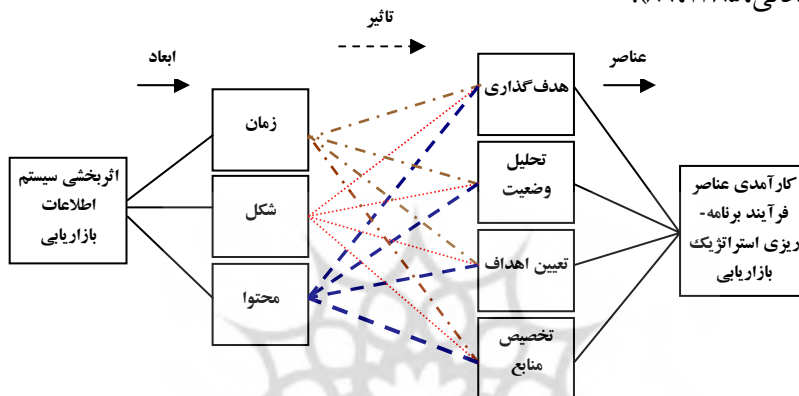 تاثیر
ابعاد
عناصر
هدف‌گذاری
زمان
تحلیل
وضعیت
اثربخشی سیستم
اطلاعات
بازاریابی
شکل
کارآمدی عناصر
فرآیند برنامه-
ریزی استراتژیک
بازاریابی
تعیین اهداف
محتوا
تخصیص
منابع